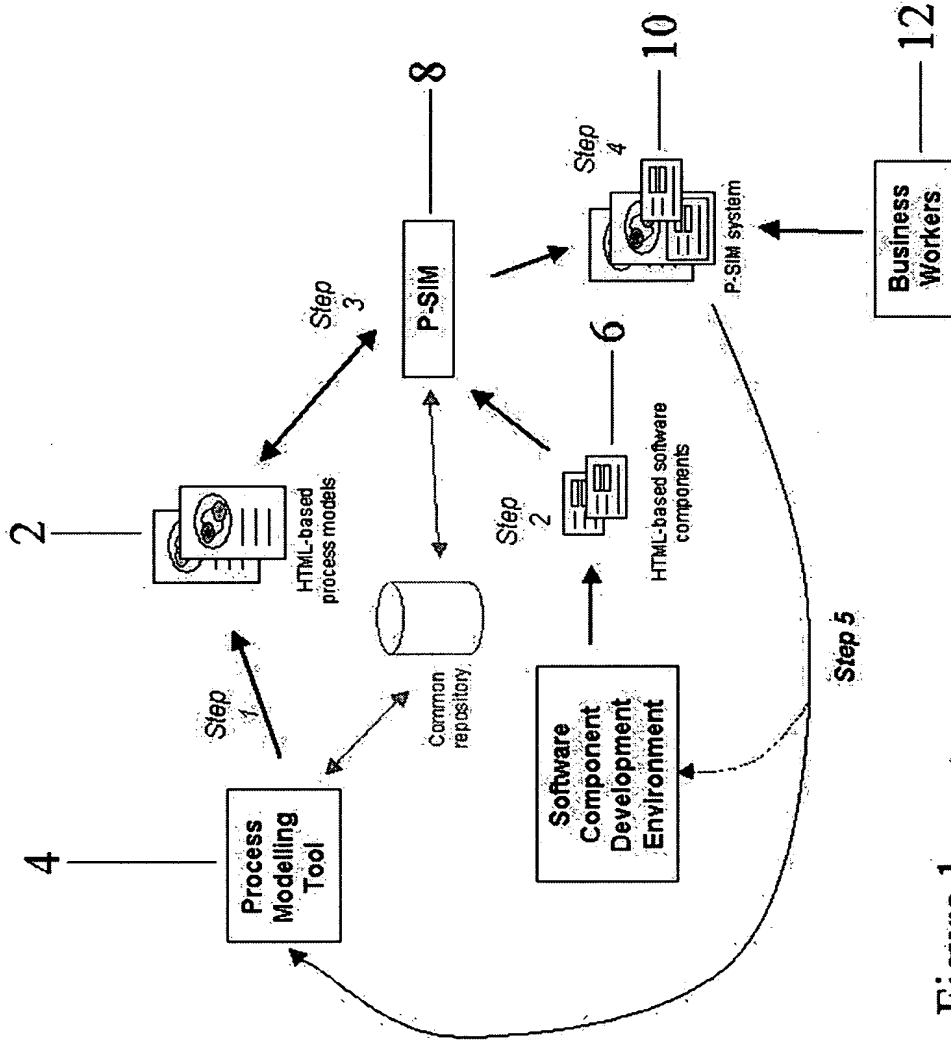 4
Process
Modelling
Tool
Step
1
2
HTML-based
process models
Common
repository
Step
3
8
P-SIM
Software
Component
Development
Environment
Step
2
6
HTML-based software
components
Step
4
10
P-SIM system
Step 5
Business
Workers
12
Figure 1